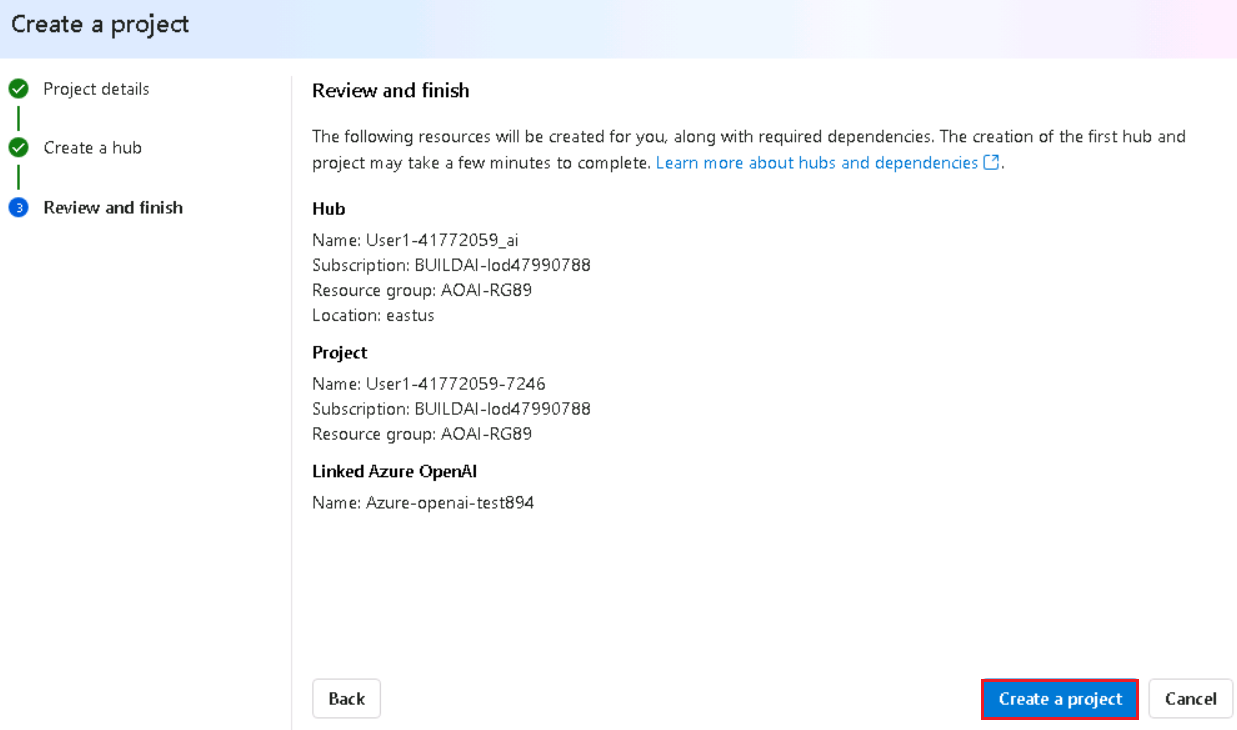 Create a project
Project details
Create a hub
3
Review and finish
Review and finish
The following resources will be created for you, along with required dependencies. The creation of the first hub and
project may take a few minutes to complete. Learn more about hubs and dependencies.
Hub
Name: User1-41772059_ai
Subscription: BUILDAI-lod47990788
Resource group: AOAI-RG89
Location: eastus
Project
Name: User1-41772059-7246
Subscription: BUILDAI-lod47990788
Resource group: AOAI-RG89
Linked Azure OpenAI
Name: Azure-openai-test894
Back
Create a project
Cancel